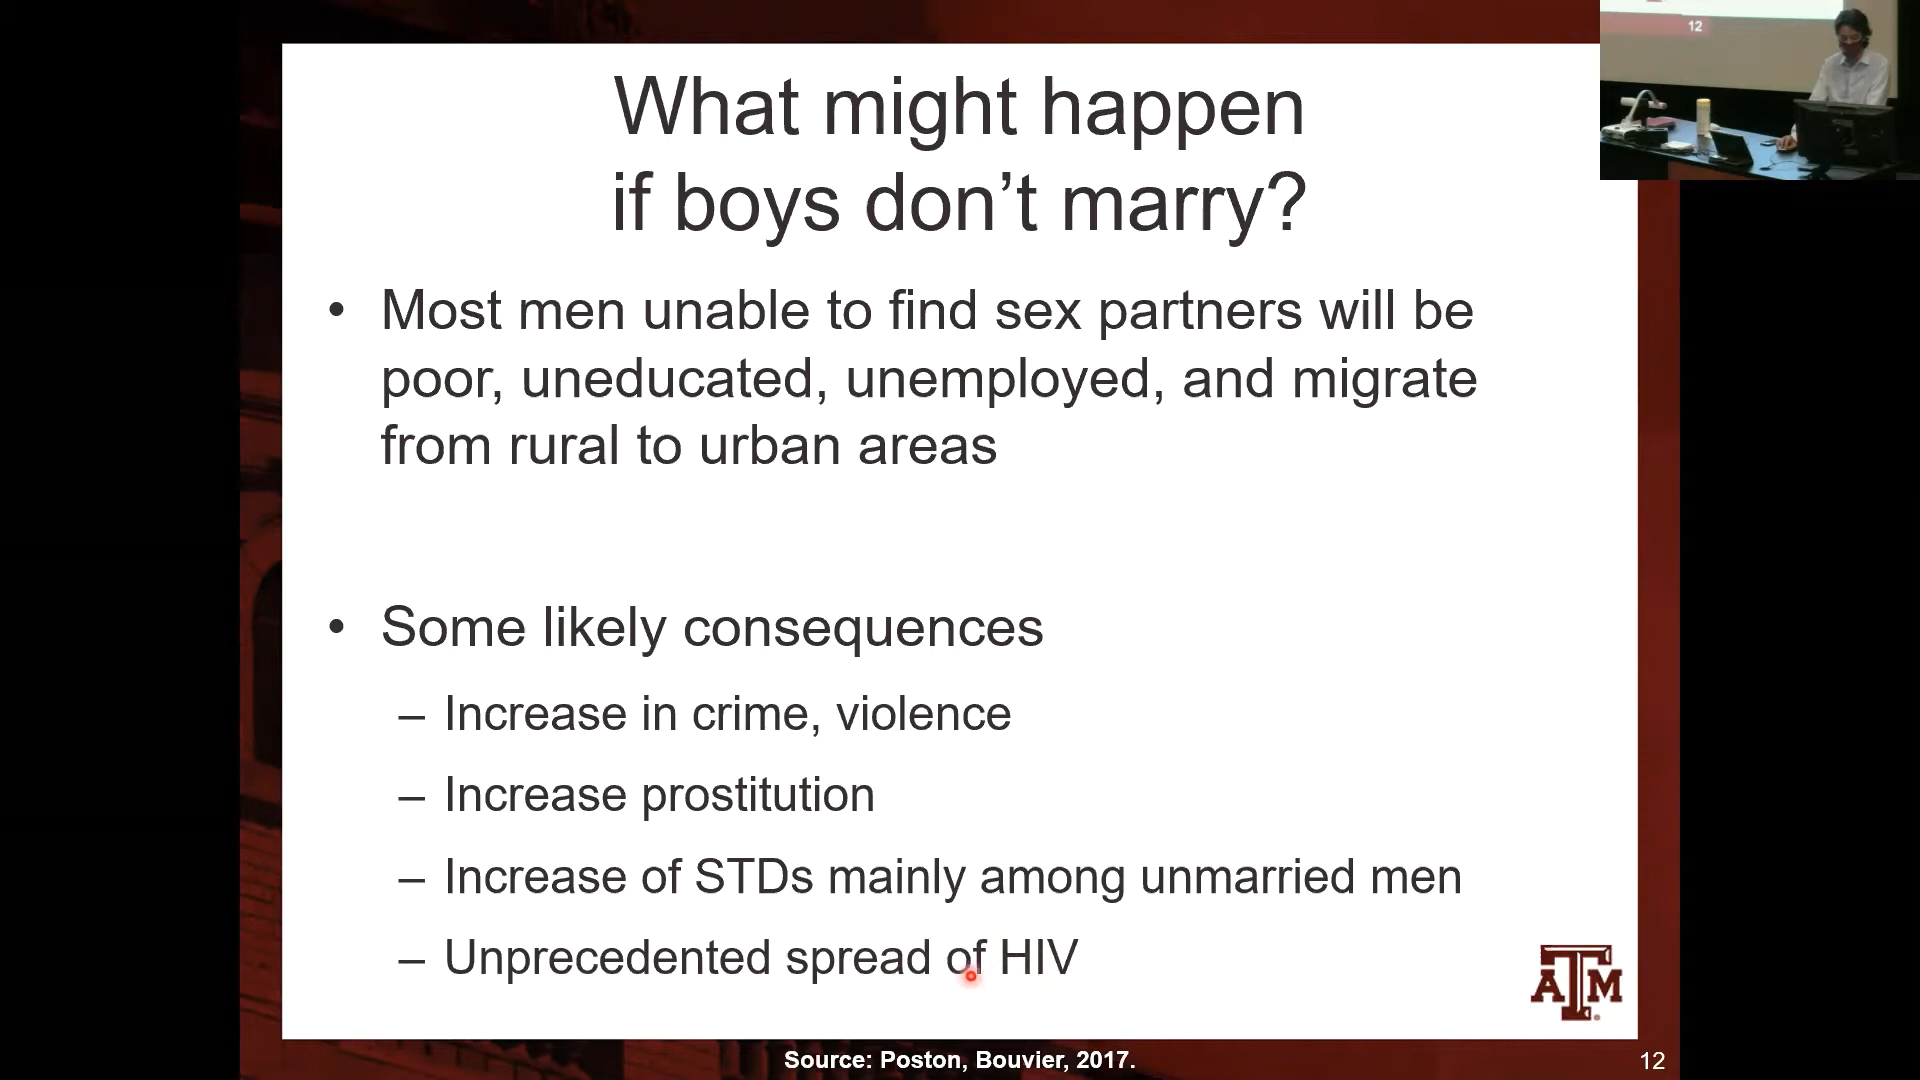 What might happen
if boys don’t marry?
• Most men unable to find sex partners will be
poor, uneducated, unemployed, and migrate
from rural to urban areas
• Some likely consequences
– Increase in crime, violence
– Increase prostitution
– Increase of STDs mainly among unmarried men
– Unprecedented spread of HIV
ATM
Source: Poston, Bouvier, 2017.
12
12